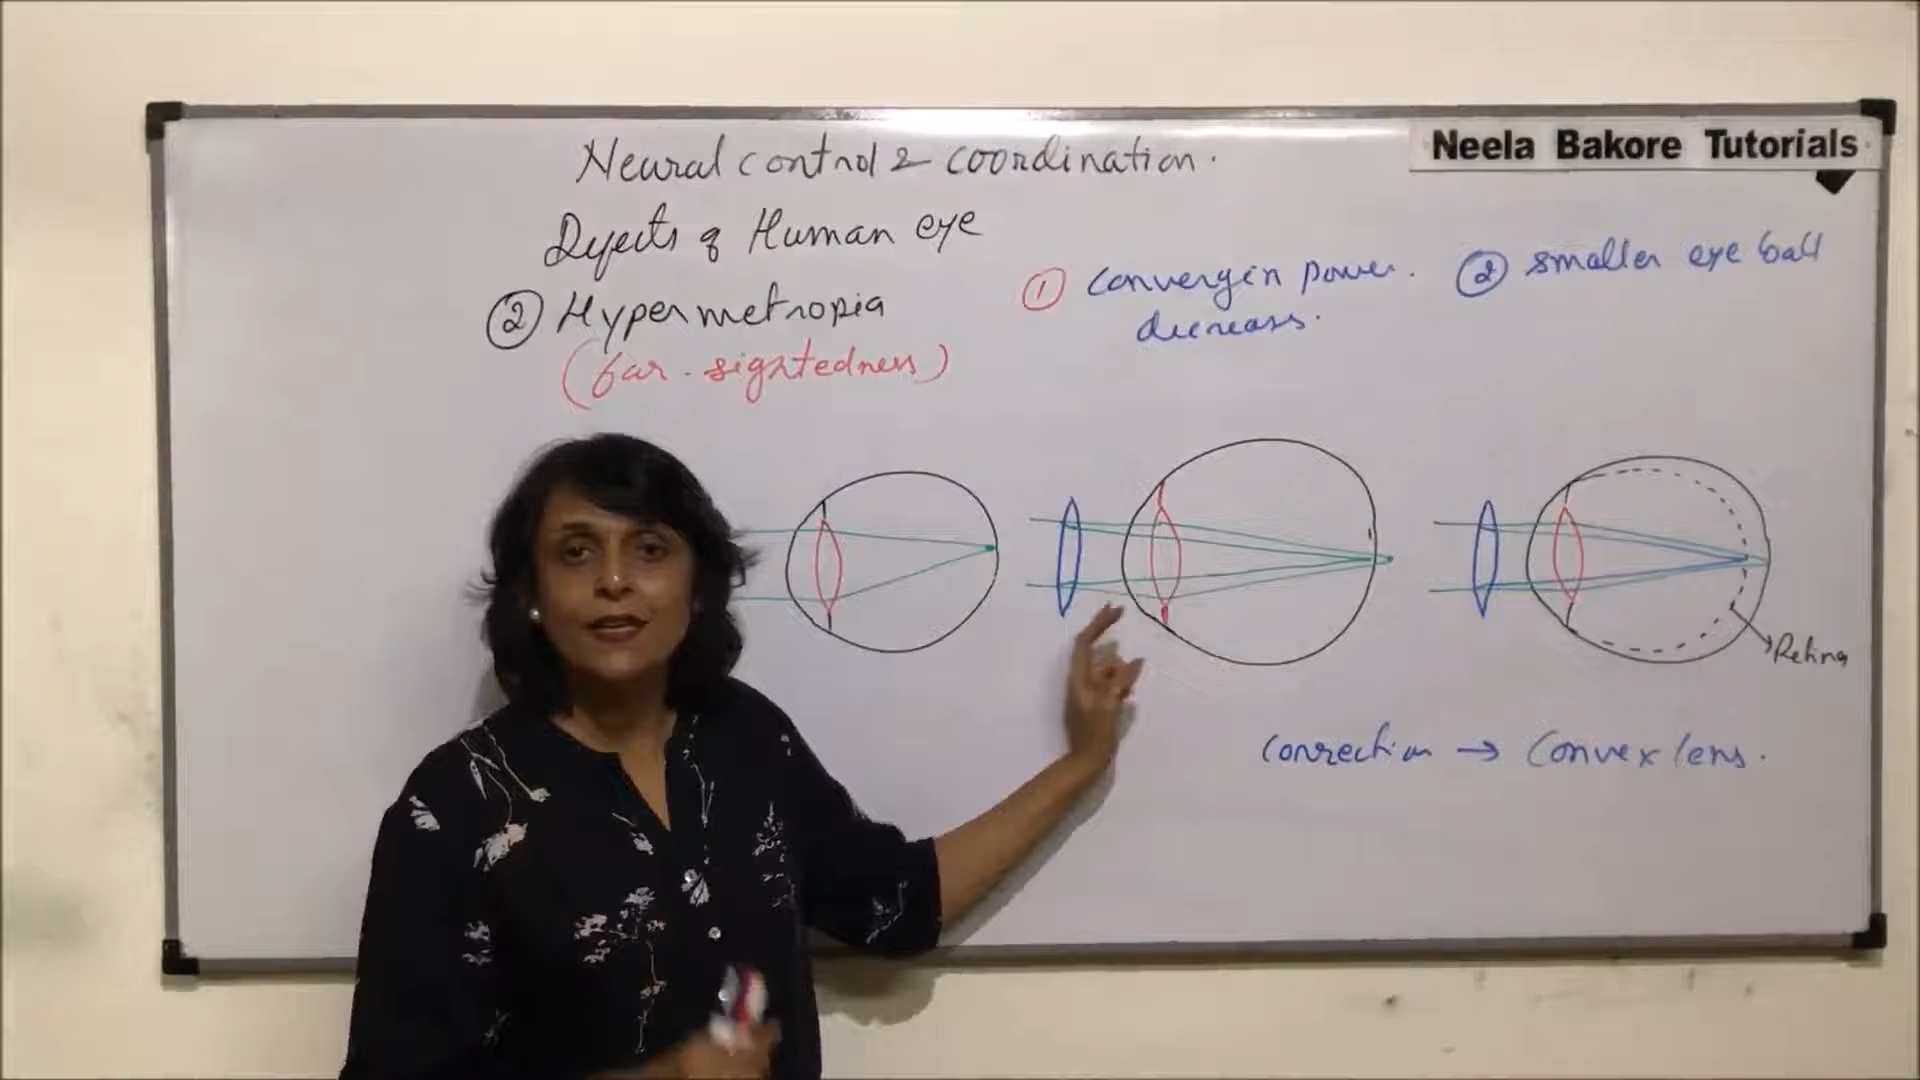 Neela Bakore Tutorials
Neural control & coordination.
Defects of Human eye
② Hypermetropia
(far-sightedness)
① Convergin power. decreases.
② smaller eye ball
Retina
Correction → Convex lens.